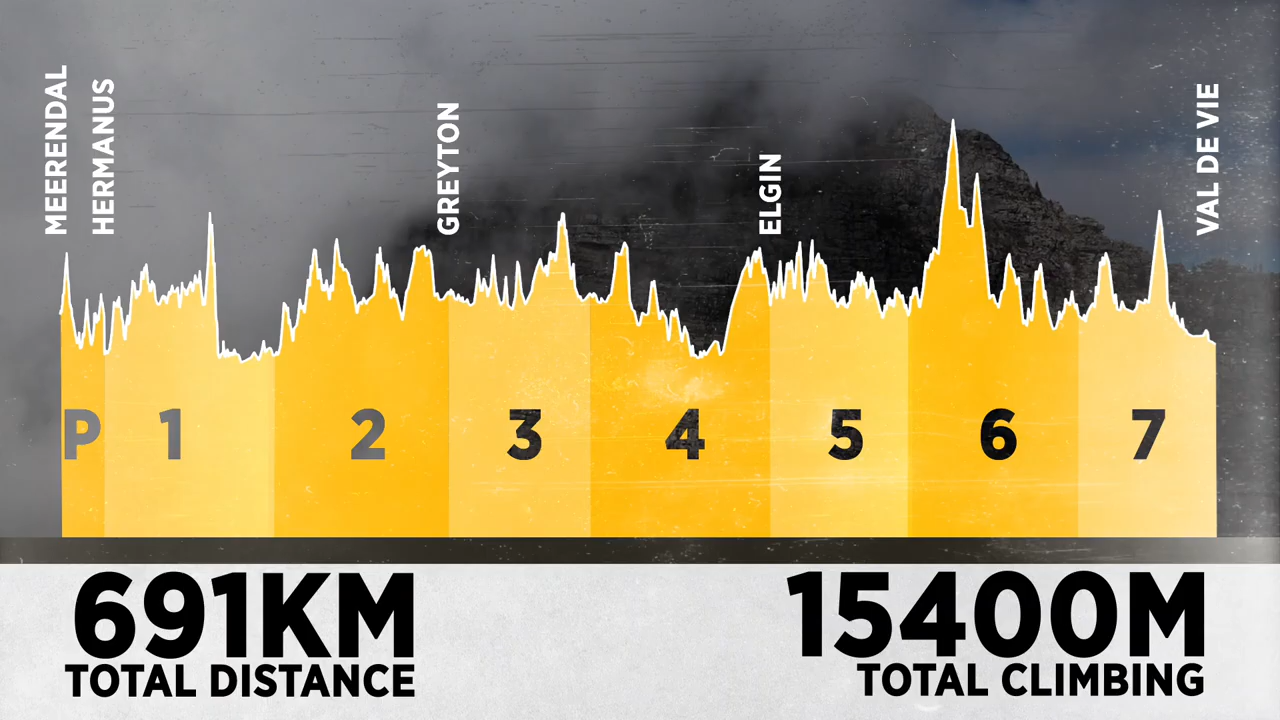 MEERENDAL
HERMANUS
GREYTON
ELGIN
VAL DE VIE
P 1 2 3 4 5 6 7
691KM
TOTAL DISTANCE
15400M
TOTAL CLIMBING